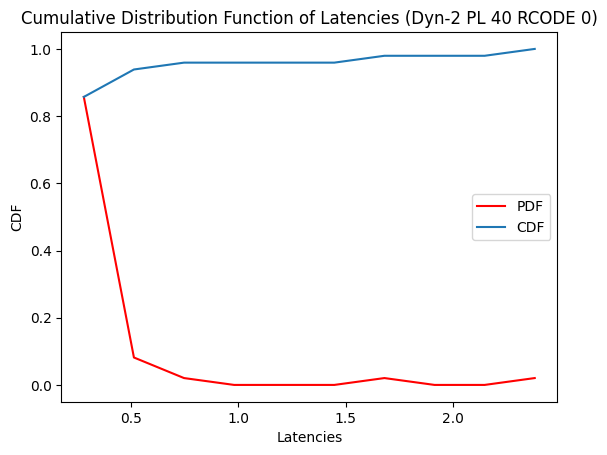 Cumulative Distribution Function of Latencies (Dyn-2 PL 40 RCODE 0)
1.0
0.8
0.6
0.4
0.2
0.0
CDF
PDF
CDF
0.5
1.0
1.5
2.0
Latencies